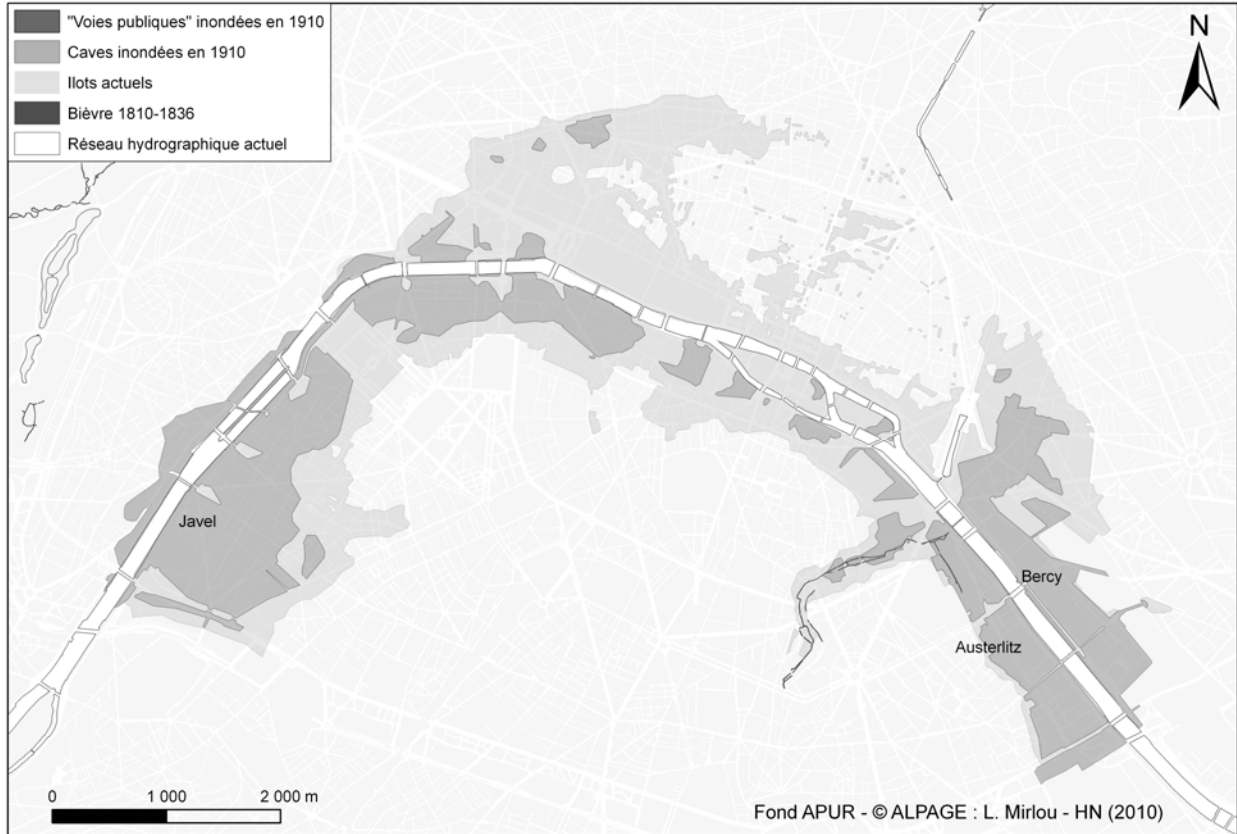 "Voies publiques" inondées en 1910
Caves inondées en 1910
Ilots actuels
Bièvre 1810-1836
Réseau hydrographique actuel
N
Javel
Bercy
Austerlitz
0 1 000 2 000 m
Fond APUR - © ALPAGE : L. Mirlou - HN (2010)